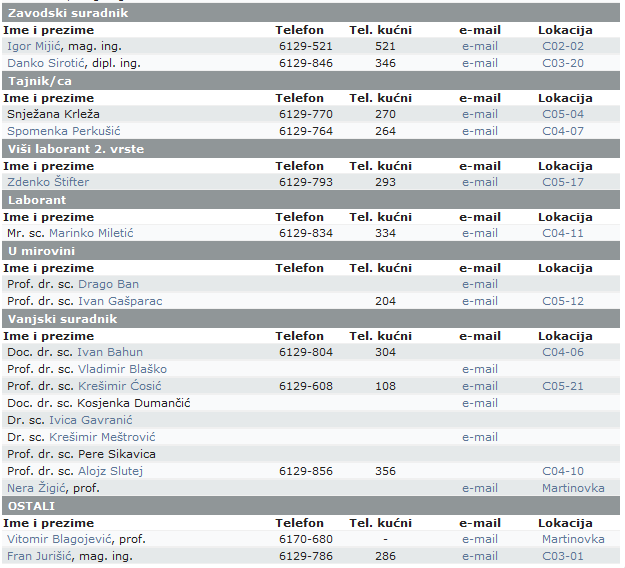 Zavodski suradnik
Ime i prezime Telefon Tel. kućni e-mail Lokacija
Igor Mijić, mag. ing. 6129-521 521 e-mail C02-02
Danko Sirotić, dipl. ing. 6129-846 346 e-mail C03-20
Tajnik/ca
Ime i prezime Telefon Tel. kućni e-mail Lokacija
Snježana Krleža 6129-770 270 e-mail C05-04
Spomenka Perkušić 6129-764 264 e-mail C04-07
Viši laborant 2. vrste
Ime i prezime Telefon Tel. kućni e-mail Lokacija
Zdenko Štifter 6129-793 293 e-mail C05-17
Laborant
Ime i prezime Telefon Tel. kućni e-mail Lokacija
Mr. sc. Marinko Miletić 6129-834 334 e-mail C04-11
U mirovini
Ime i prezime Telefon Tel. kućni e-mail Lokacija
Prof. dr. sc. Drago Ban e-mail
Prof. dr. sc. Ivan Gašparac 204 e-mail C05-12
Vanjski suradnik
Ime i prezime Telefon Tel. kućni e-mail Lokacija
Doc. dr. sc. Ivan Bahun 6129-804 304 C04-06
Prof. dr. sc. Vladimir Blaško e-mail
Prof. dr. sc. Krešimir Ćosić 6129-608 108 e-mail C05-21
Doc. dr. sc. Kosjenka Dumančić e-mail
Dr. sc. Ivica Gavranić
Dr. sc. Krešimir Meštrović e-mail
Prof. dr. sc. Pere Sikavica
Prof. dr. sc. Alojz Slutej 6129-856 356 C04-10
Nera Žigić, prof. e-mail Martinovka
OSTALI
Ime i prezime Telefon Tel. kućni e-mail Lokacija
Vitomir Blagojević, prof. 6170-680 - e-mail Martinovka
Fran Jurišić, mag. ing. 6129-786 286 e-mail C03-01